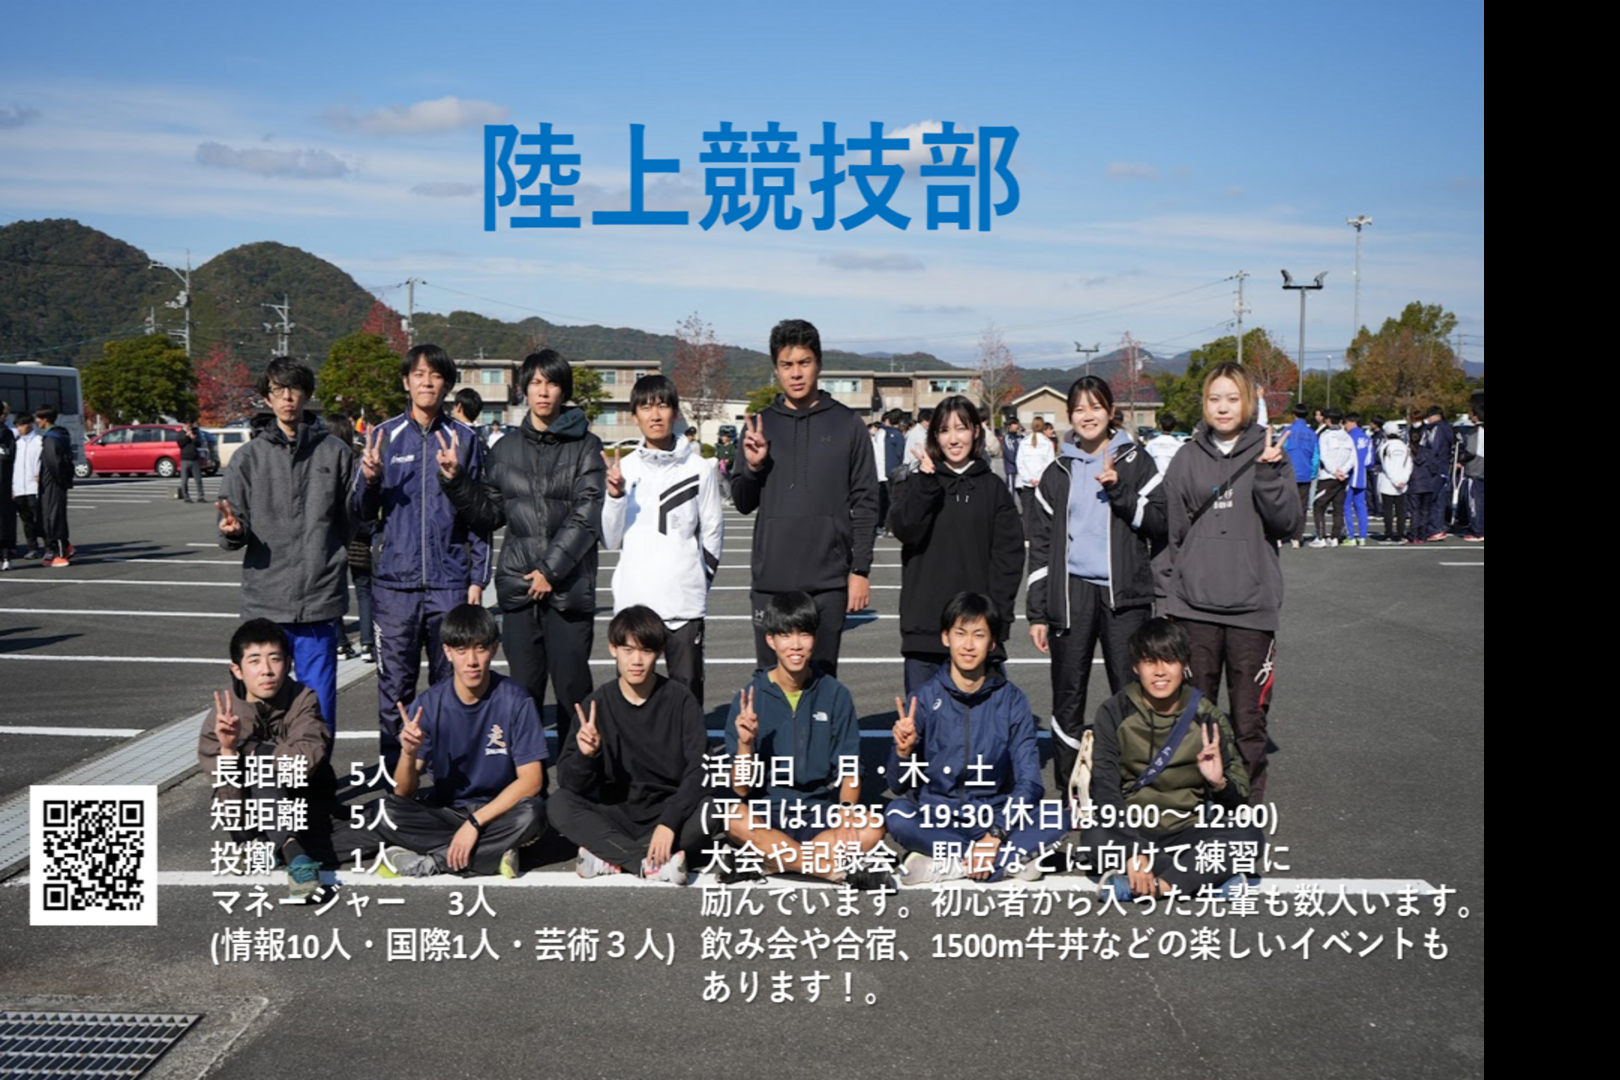 陸上競技部
長距離 5人
短距離 5人
投擲 1人
マネージャー 3人
(情報10人・国際1人・芸術３人)
活動日 月・木・土
(平日は16:35～19:30 休日は9:00～12:00)
大会や記録会、駅伝などに向けて練習に
励んでいます。初心者から入った先輩も数人います。
飲み会や合宿、1500m牛丼などの楽しいイベントも
あります！。
走